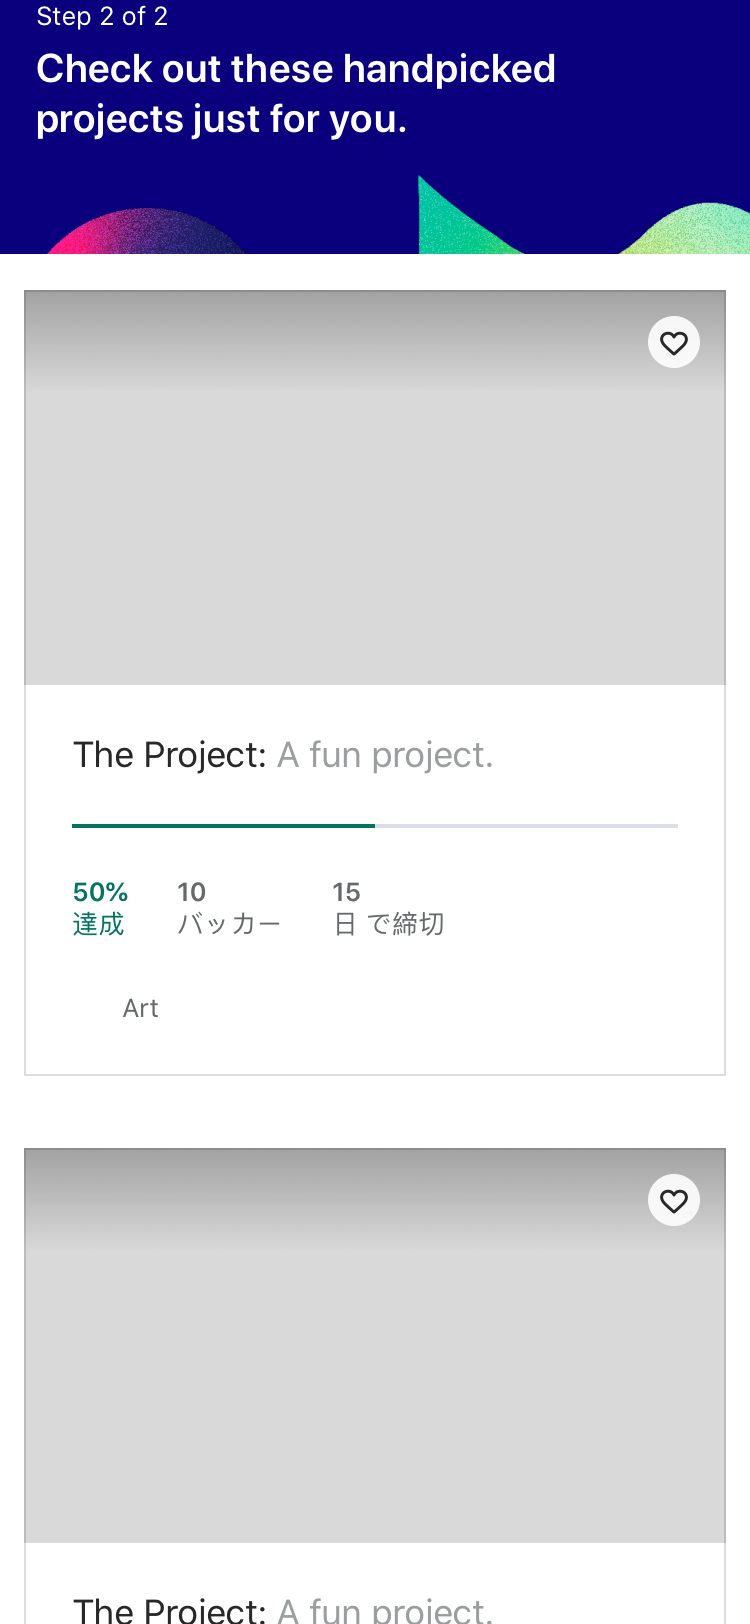 Step 2 of 2
Check out these handpicked
projects just for you.
The Project: A fun project.
50% 10 15
達成 バッカー 日 で締切
Art
The Project: A fun project.